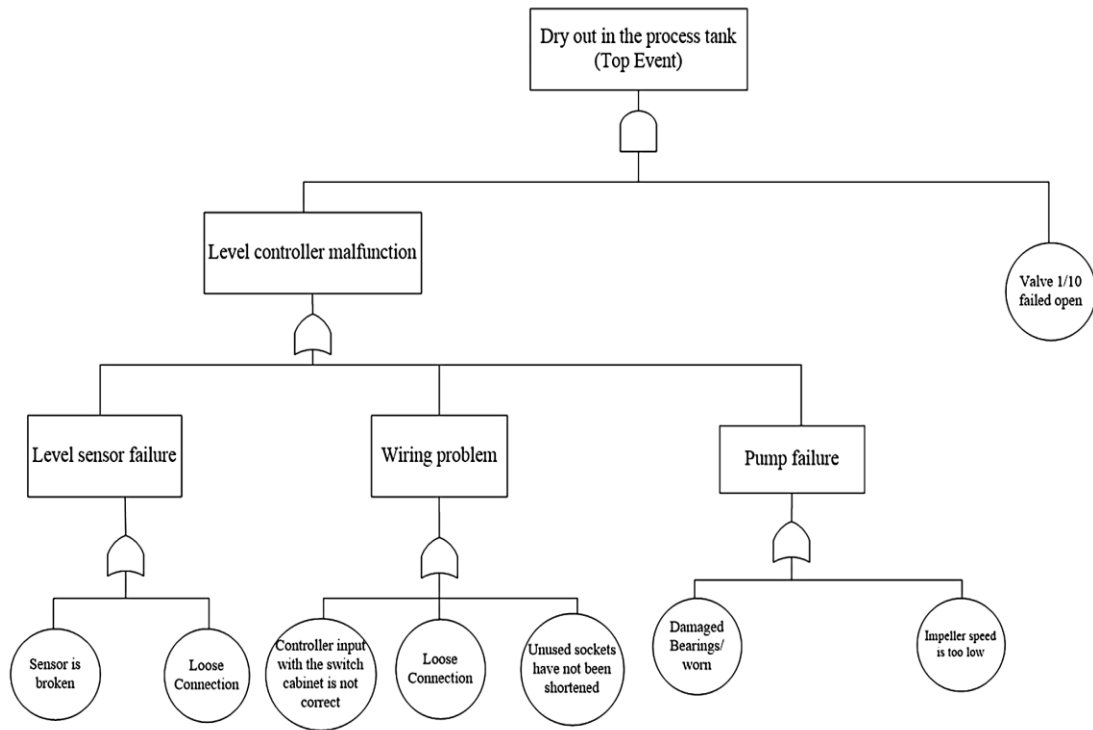 Dry out in the process tank
(Top Event)
Level controller malfunction
Valve 1/10
failed open
Level sensor failure
Wiring problem
Pump failure
Sensor is
broken
Loose
Connection
Controller input
with the switch
cabinet is not
correct
Loose
Connection
Unused sockets
have not been
shortened
Damaged
Bearings/
worn
Impeller speed
is too low